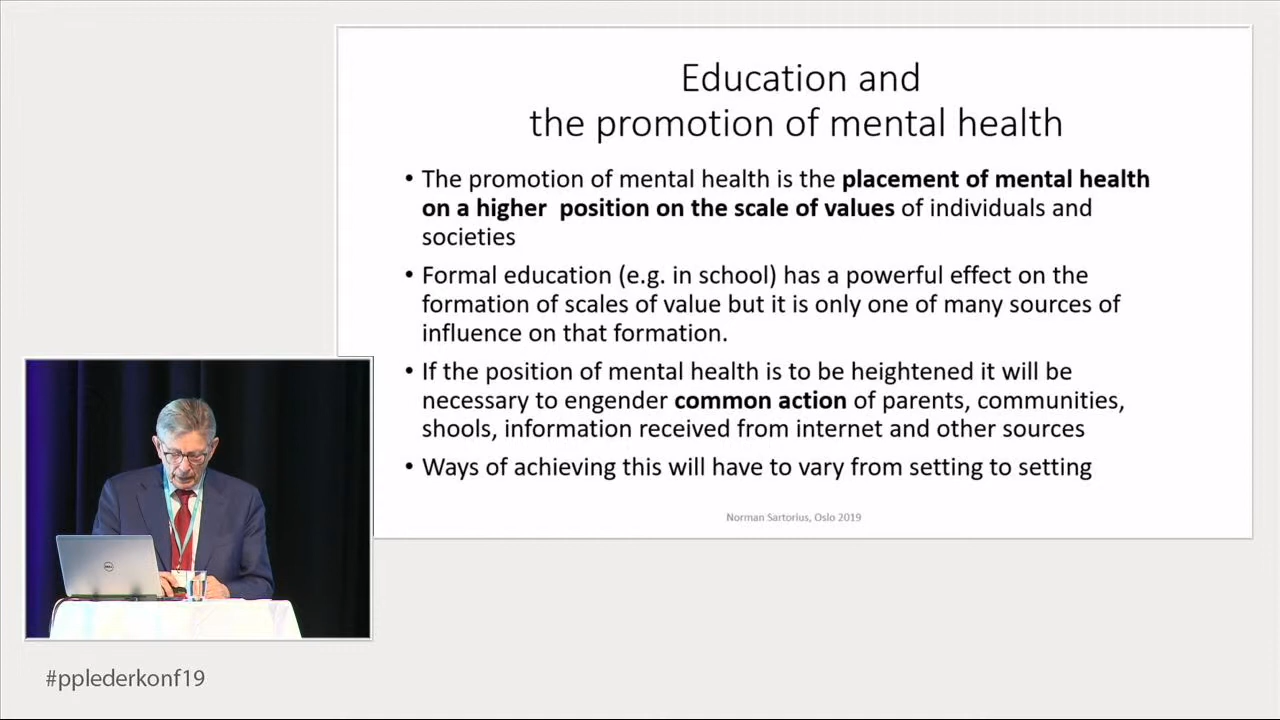 Education and
the promotion of mental health
• The promotion of mental health is the placement of mental health
on a higher position on the scale of values of individuals and
societies
• Formal education (e.g. in school) has a powerful effect on the
formation of scales of value but it is only one of many sources of
influence on that formation.
• If the position of mental health is to be heightened it will be
necessary to engender common action of parents, communities,
shools, information received from internet and other sources
• Ways of achieving this will have to vary from setting to setting
Norman Sartorius, Oslo 2019
DELL
#pplederkonf19